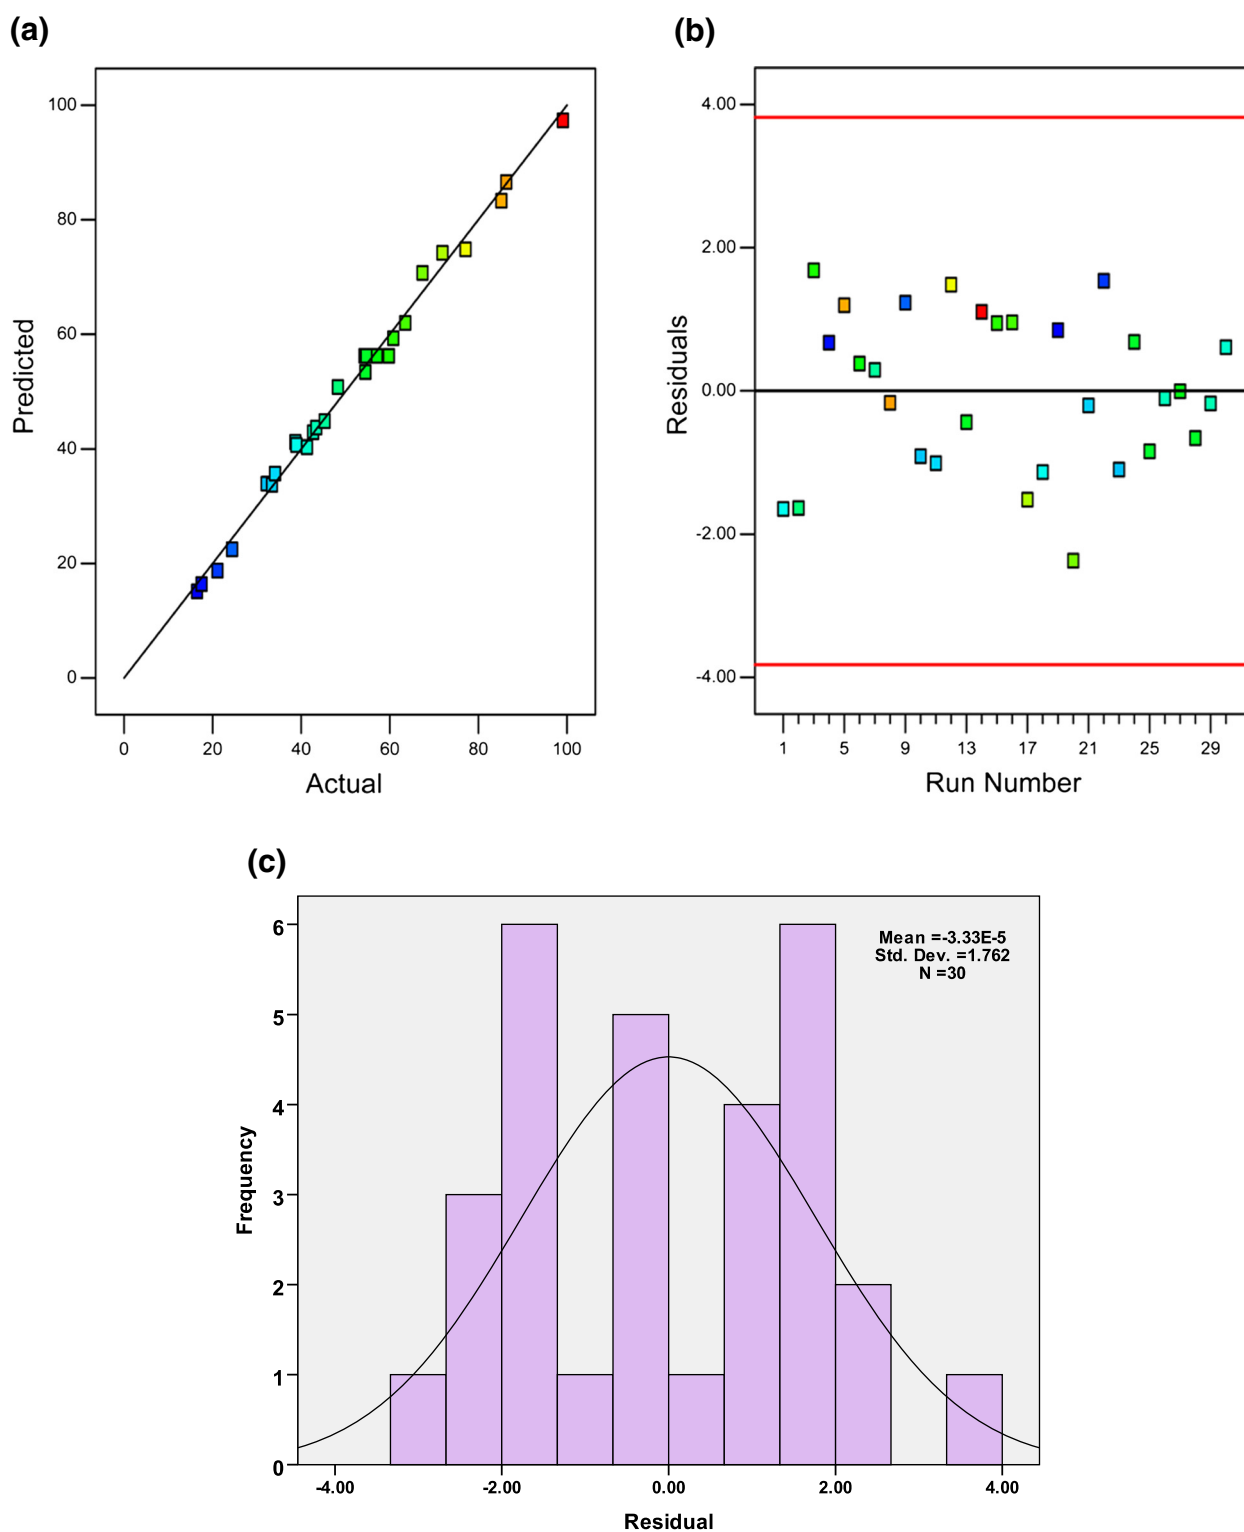 (a)
100
80
60
40
20
0
Predicted
0 20 40 60 80 100
Actual
(b)
4.00
2.00
0.00
-2.00
-4.00
Residuals
1 5 9 13 17 21 25 29
Run Number
(c)
6
5
4
3
2
1
0
Frequency
Mean =-3.33E-5
Std. Dev. =1.762
N =30
-4.00 -2.00 0.00 2.00 4.00
Residual